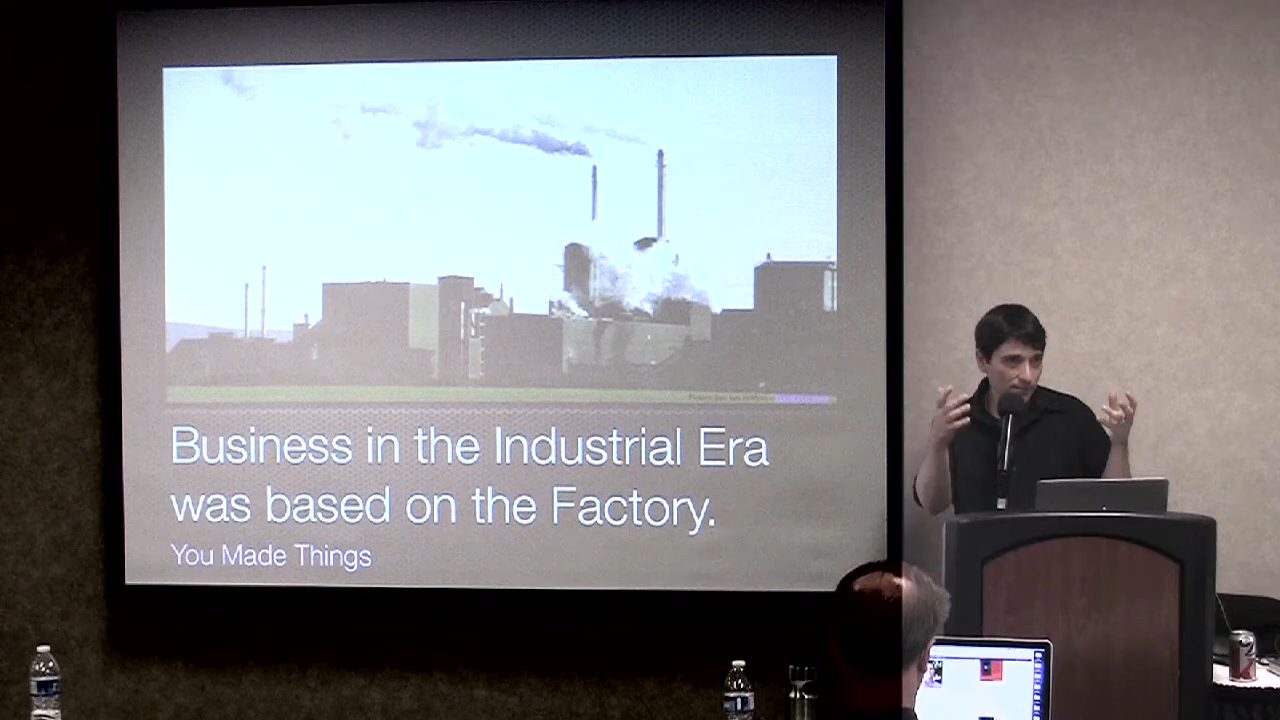 Business in the Industrial Era
was based on the Factory.
You Made Things